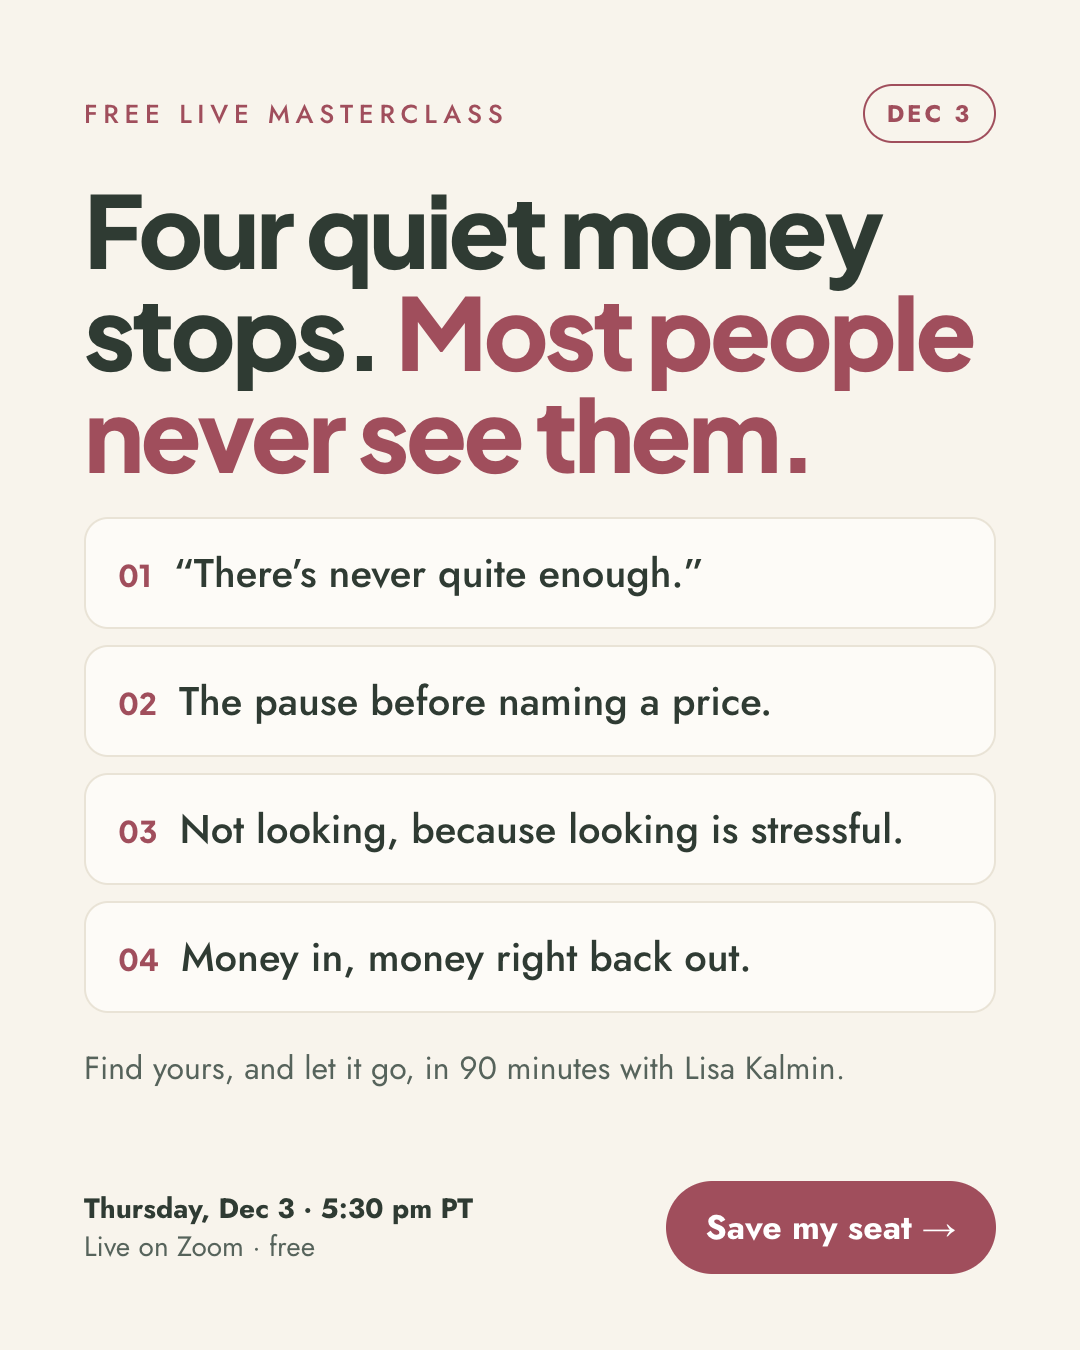 FREE LIVE MASTERCLASS
DEC 3
Four quiet money
stops. Most people
never see them.
01 “There’s never quite enough.”
02 The pause before naming a price.
03 Not looking, because looking is stressful.
04 Money in, money right back out.
Find yours, and let it go, in 90 minutes with Lisa Kalmin.
Thursday, Dec 3 · 5:30 pm PT
Live on Zoom · free
Save my seat →